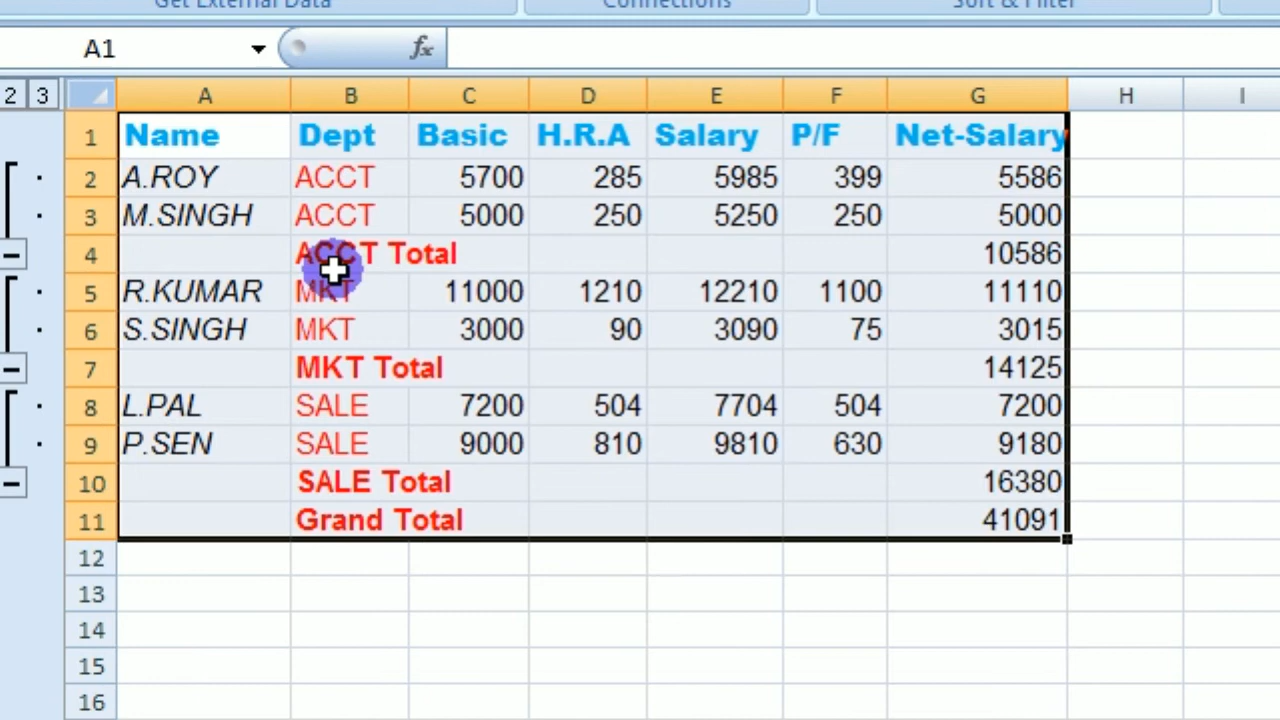 Get External Data Connections Sort & Filter
A1 fx
2 3 A B C D E F G H I
1 Name Dept Basic H.R.A Salary P/F Net-Salary
2 A.ROY ACCT 5700 285 5985 399 5586
3 M.SINGH ACCT 5000 250 5250 250 5000
4 ACCT Total 10586
5 R.KUMAR MKT 11000 1210 12210 1100 11110
6 S.SINGH MKT 3000 90 3090 75 3015
7 MKT Total 14125
8 L.PAL SALE 7200 504 7704 504 7200
9 P.SEN SALE 9000 810 9810 630 9180
10 SALE Total 16380
11 Grand Total 41091
12
13
14
15
16